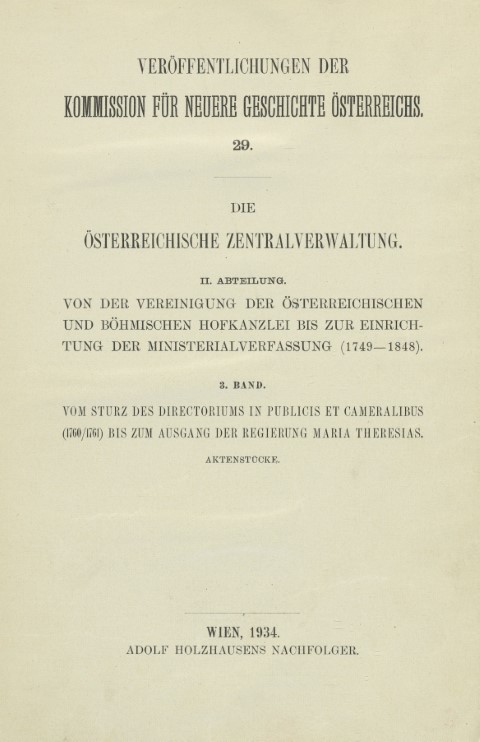 VERÖFFENTLICHUNGEN DER
KOMMISSION FÜR NEUERE GESCHICHTE ÖSTERREICHS.
29.
DIE
ÖSTERREICHISCHE ZENTRALVERWALTUNG.
II. ABTEILUNG.
VON DER VEREINIGUNG DER ÖSTERREICHISCHEN
UND BÖHMISCHEN HOFKANZLEI BIS ZUR EINRICH-
TUNG DER MINISTERIALVERFASSUNG (1749—1848).
3. BAND.
VOM STURZ DES DIRECTORIUMS IN PUBLICIS ET CAMERALIBUS
(1760/1761) BIS ZUM AUSGANG DER REGIERUNG MARIA THERESIAS.
AKTENSTÜCKE.
WIEN, 1934.
ADOLF HOLZHAUSENS NACHFOLGER.